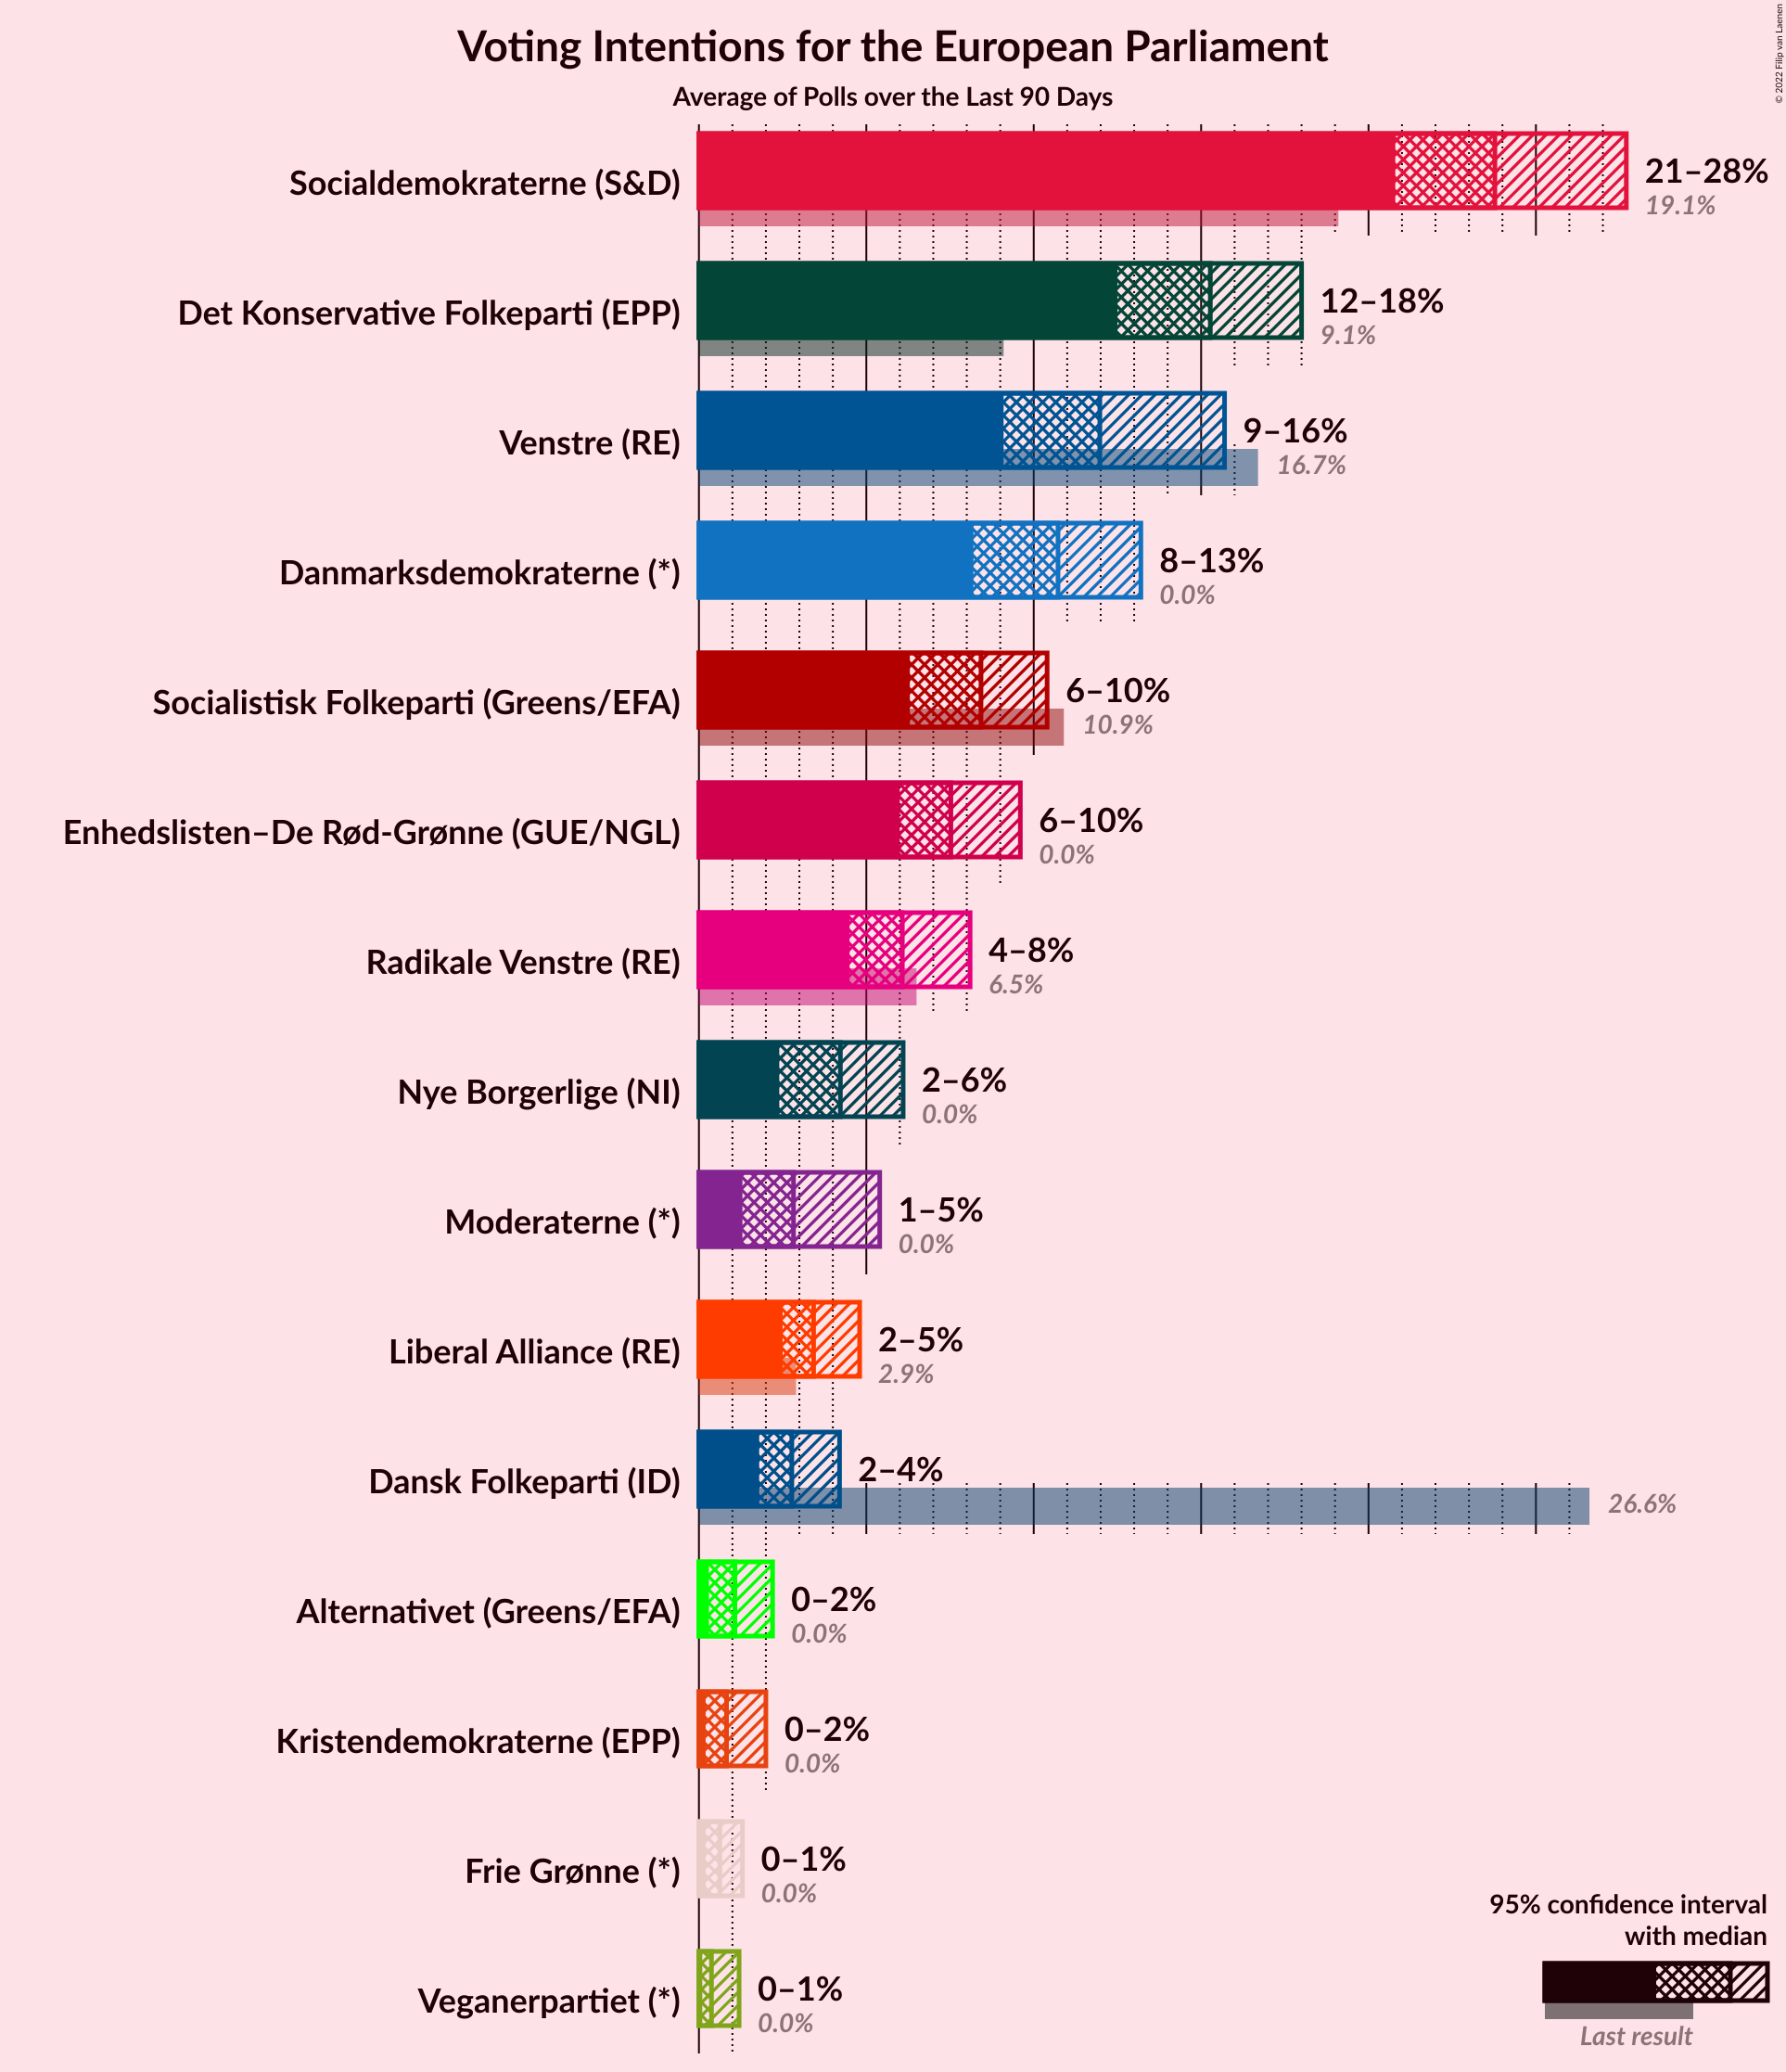 Voting Intentions for the European Parliament
Average of Polls over the Last 90 Days
© 2022 Filip van Laenen
Socialdemokraterne (S&D)
21–28%
19.1%
Det Konservative Folkeparti (EPP)
12–18%
9.1%
Venstre (RE)
9–16%
16.7%
Danmarksdemokraterne (*)
8–13%
0.0%
Socialistisk Folkeparti (Greens/EFA)
6–10%
10.9%
Enhedslisten–De Rød-Grønne (GUE/NGL)
6–10%
0.0%
Radikale Venstre (RE)
4–8%
6.5%
Nye Borgerlige (NI)
2–6%
0.0%
Moderaterne (*)
1–5%
0.0%
Liberal Alliance (RE)
2–5%
2.9%
Dansk Folkeparti (ID)
2–4%
26.6%
Alternativet (Greens/EFA)
0–2%
0.0%
Kristendemokraterne (EPP)
0–2%
0.0%
Frie Grønne (*)
0–1%
0.0%
Veganerpartiet (*)
0–1%
0.0%
95% confidence interval
with median
Last result